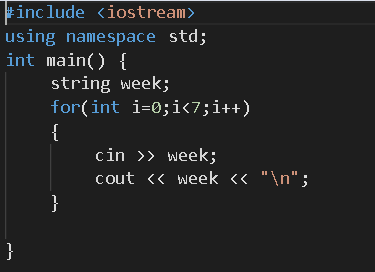 #include <iostream>
using namespace std;
int main() {
    string week;
    for(int i=0;i<7;i++)
    {
        cin >> week;
        cout << week << "\n";
    }
}